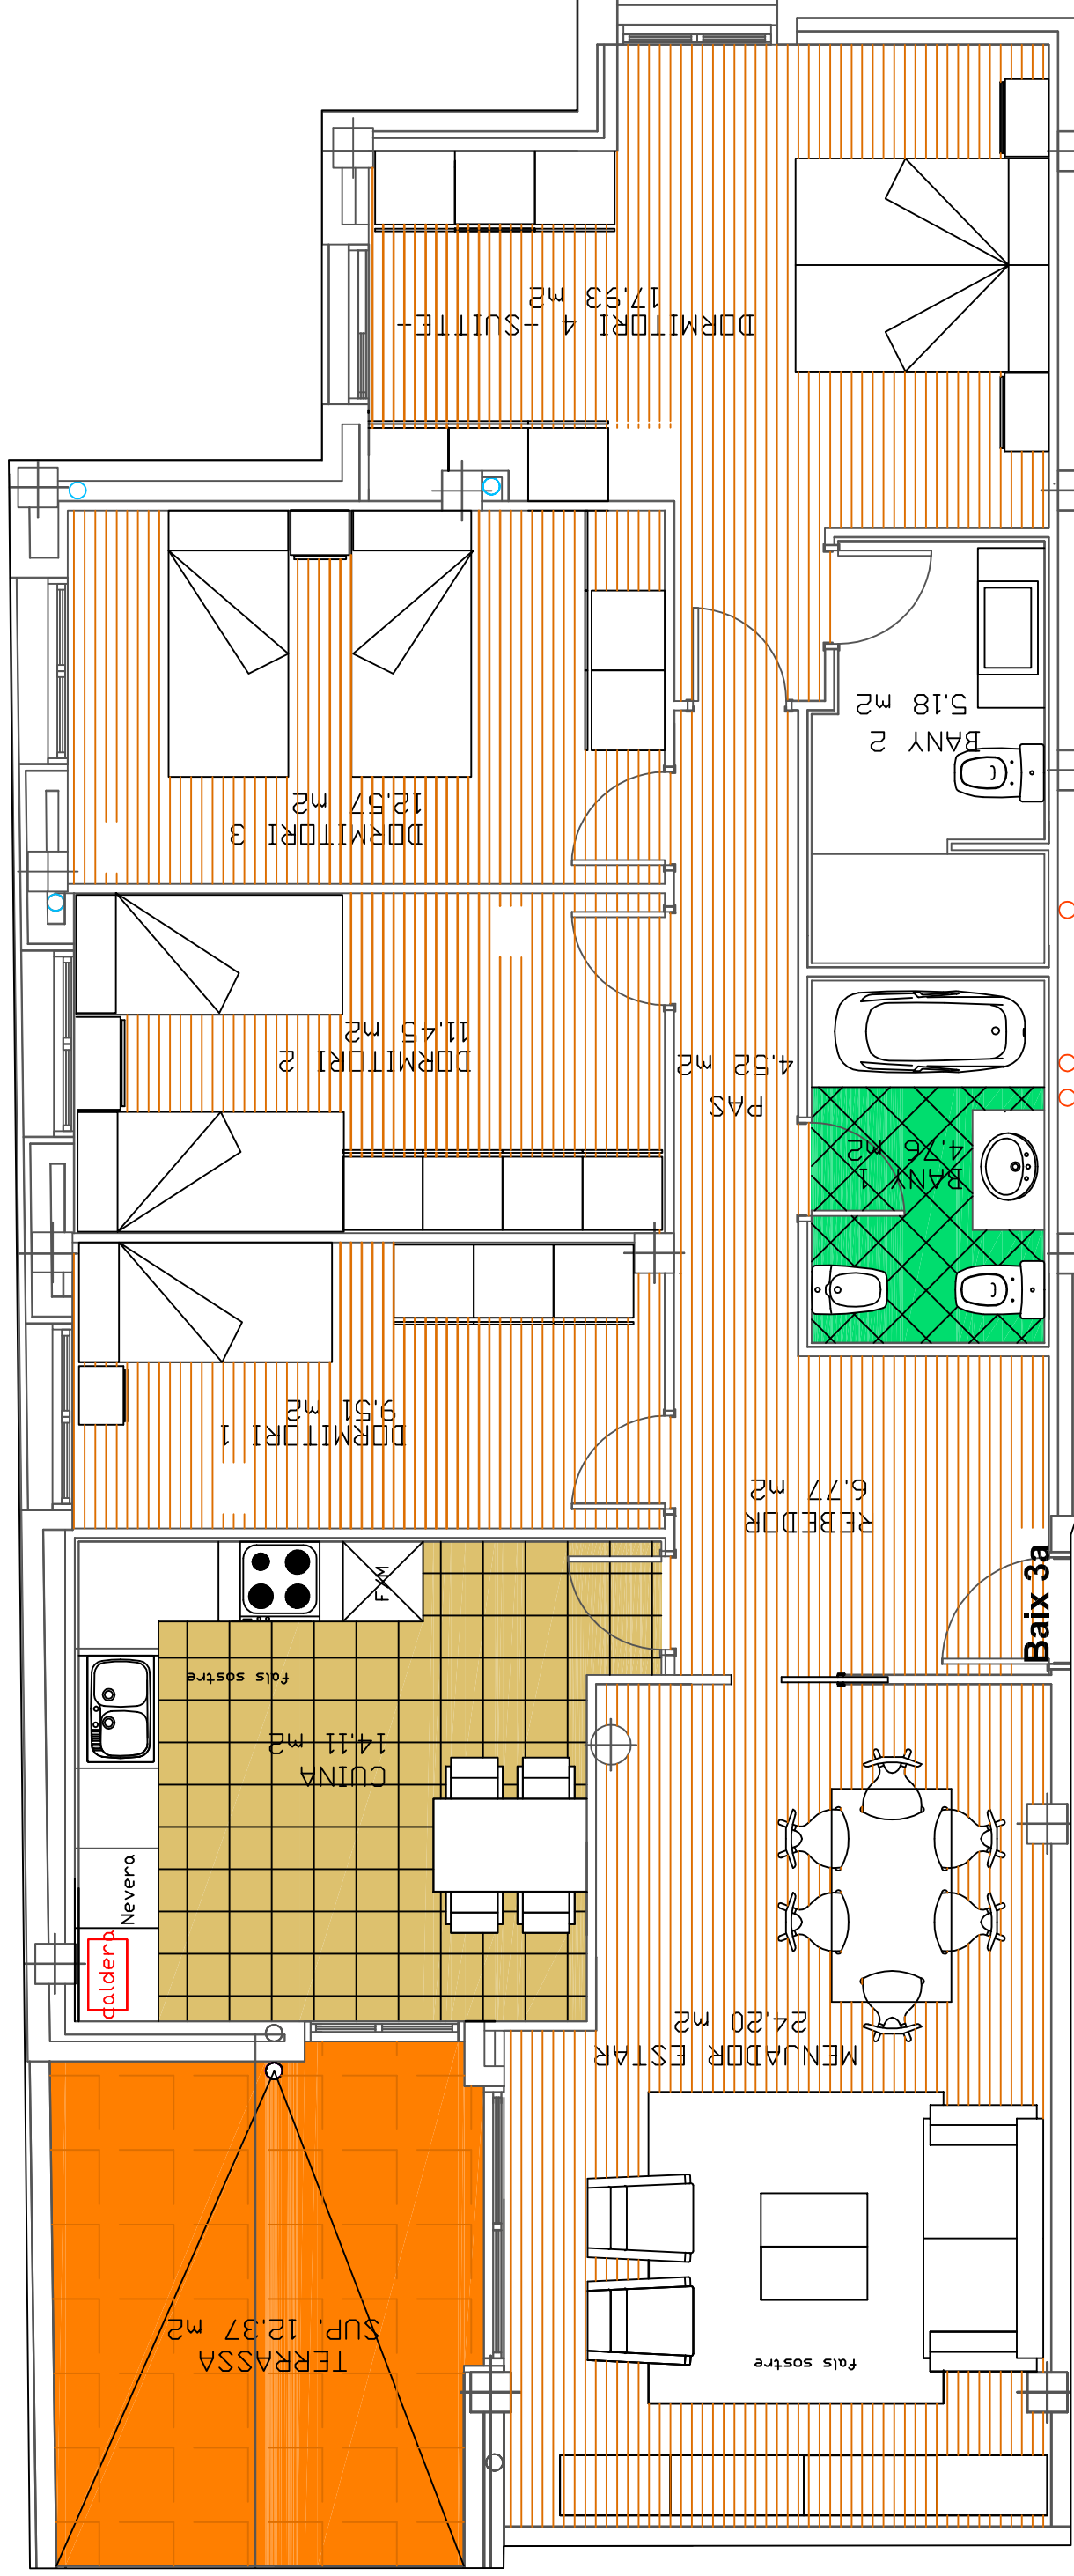 DORMITORI 4 -SUITTE-
17.93 m2
BANY 2
5.18 m2
DORMITORI 3
12.57 m2
DORMITORI 2
11.45 m2
PAS
4.52 m2
BANY 1
4.76 m2
DORMITORI 1
9.51 m2
REBEDOR
6.77 m2
Baix 3a
F/M
fals sostre
CUINA
14.11 m2
Nevera
caldera
MENJADOR ESTAR
24.20 m2
TERRASSA
SUP. 12.37 m2
fals sostre